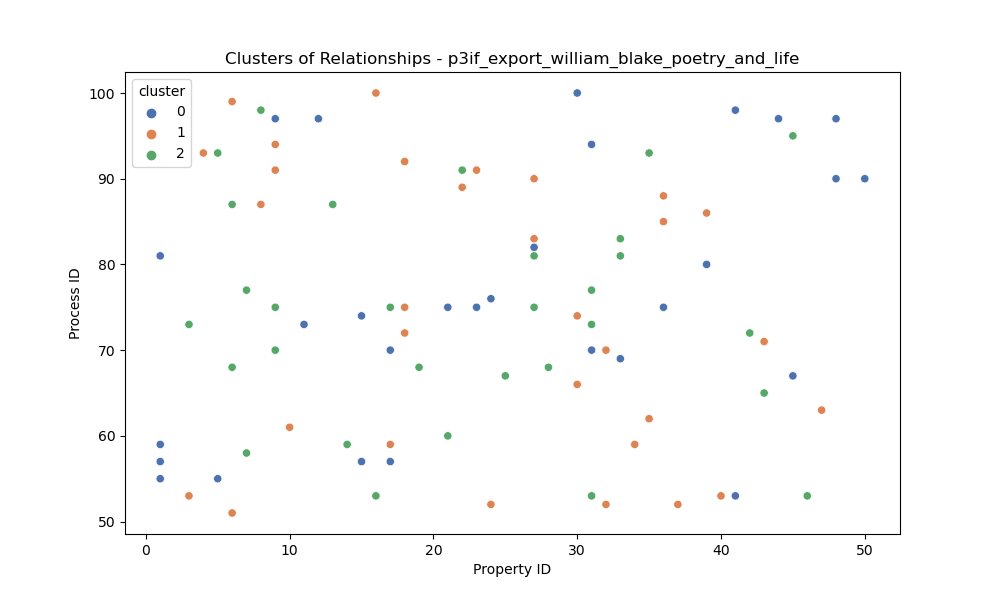 Clusters of Relationships - p3if_export_william_blake_poetry_and_life
cluster
0
1
2
100
90
80
70
60
50
Process ID
0 10 20 30 40 50
Property ID